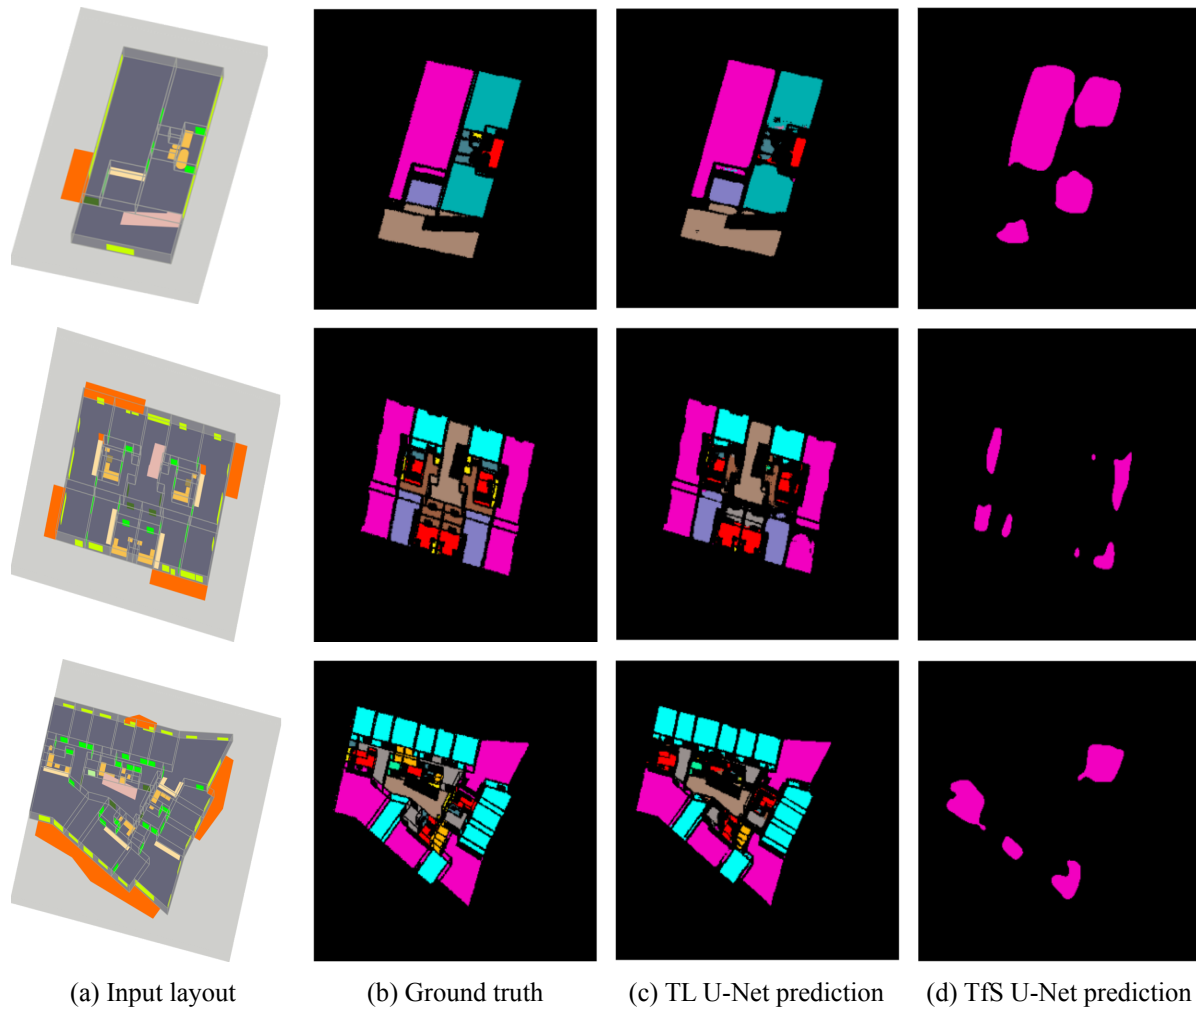 (a) Input layout
(b) Ground truth
(c) TL U-Net prediction
(d) TfS U-Net prediction